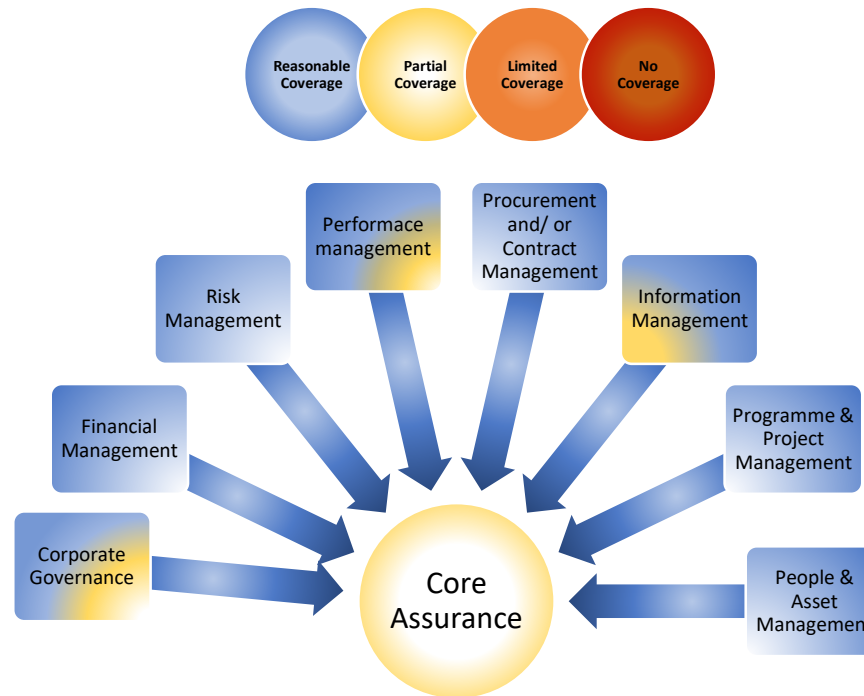 Reasonable
Coverage
Partial
Coverage
Limited
Coverage
No
Coverage
Performace
management
Procurement
and/ or
Contract
Management
Risk
Management
Information
Management
Financial
Management
Programme &
Project
Management
Corporate
Governance
Core
Assurance
People &
Asset
Management